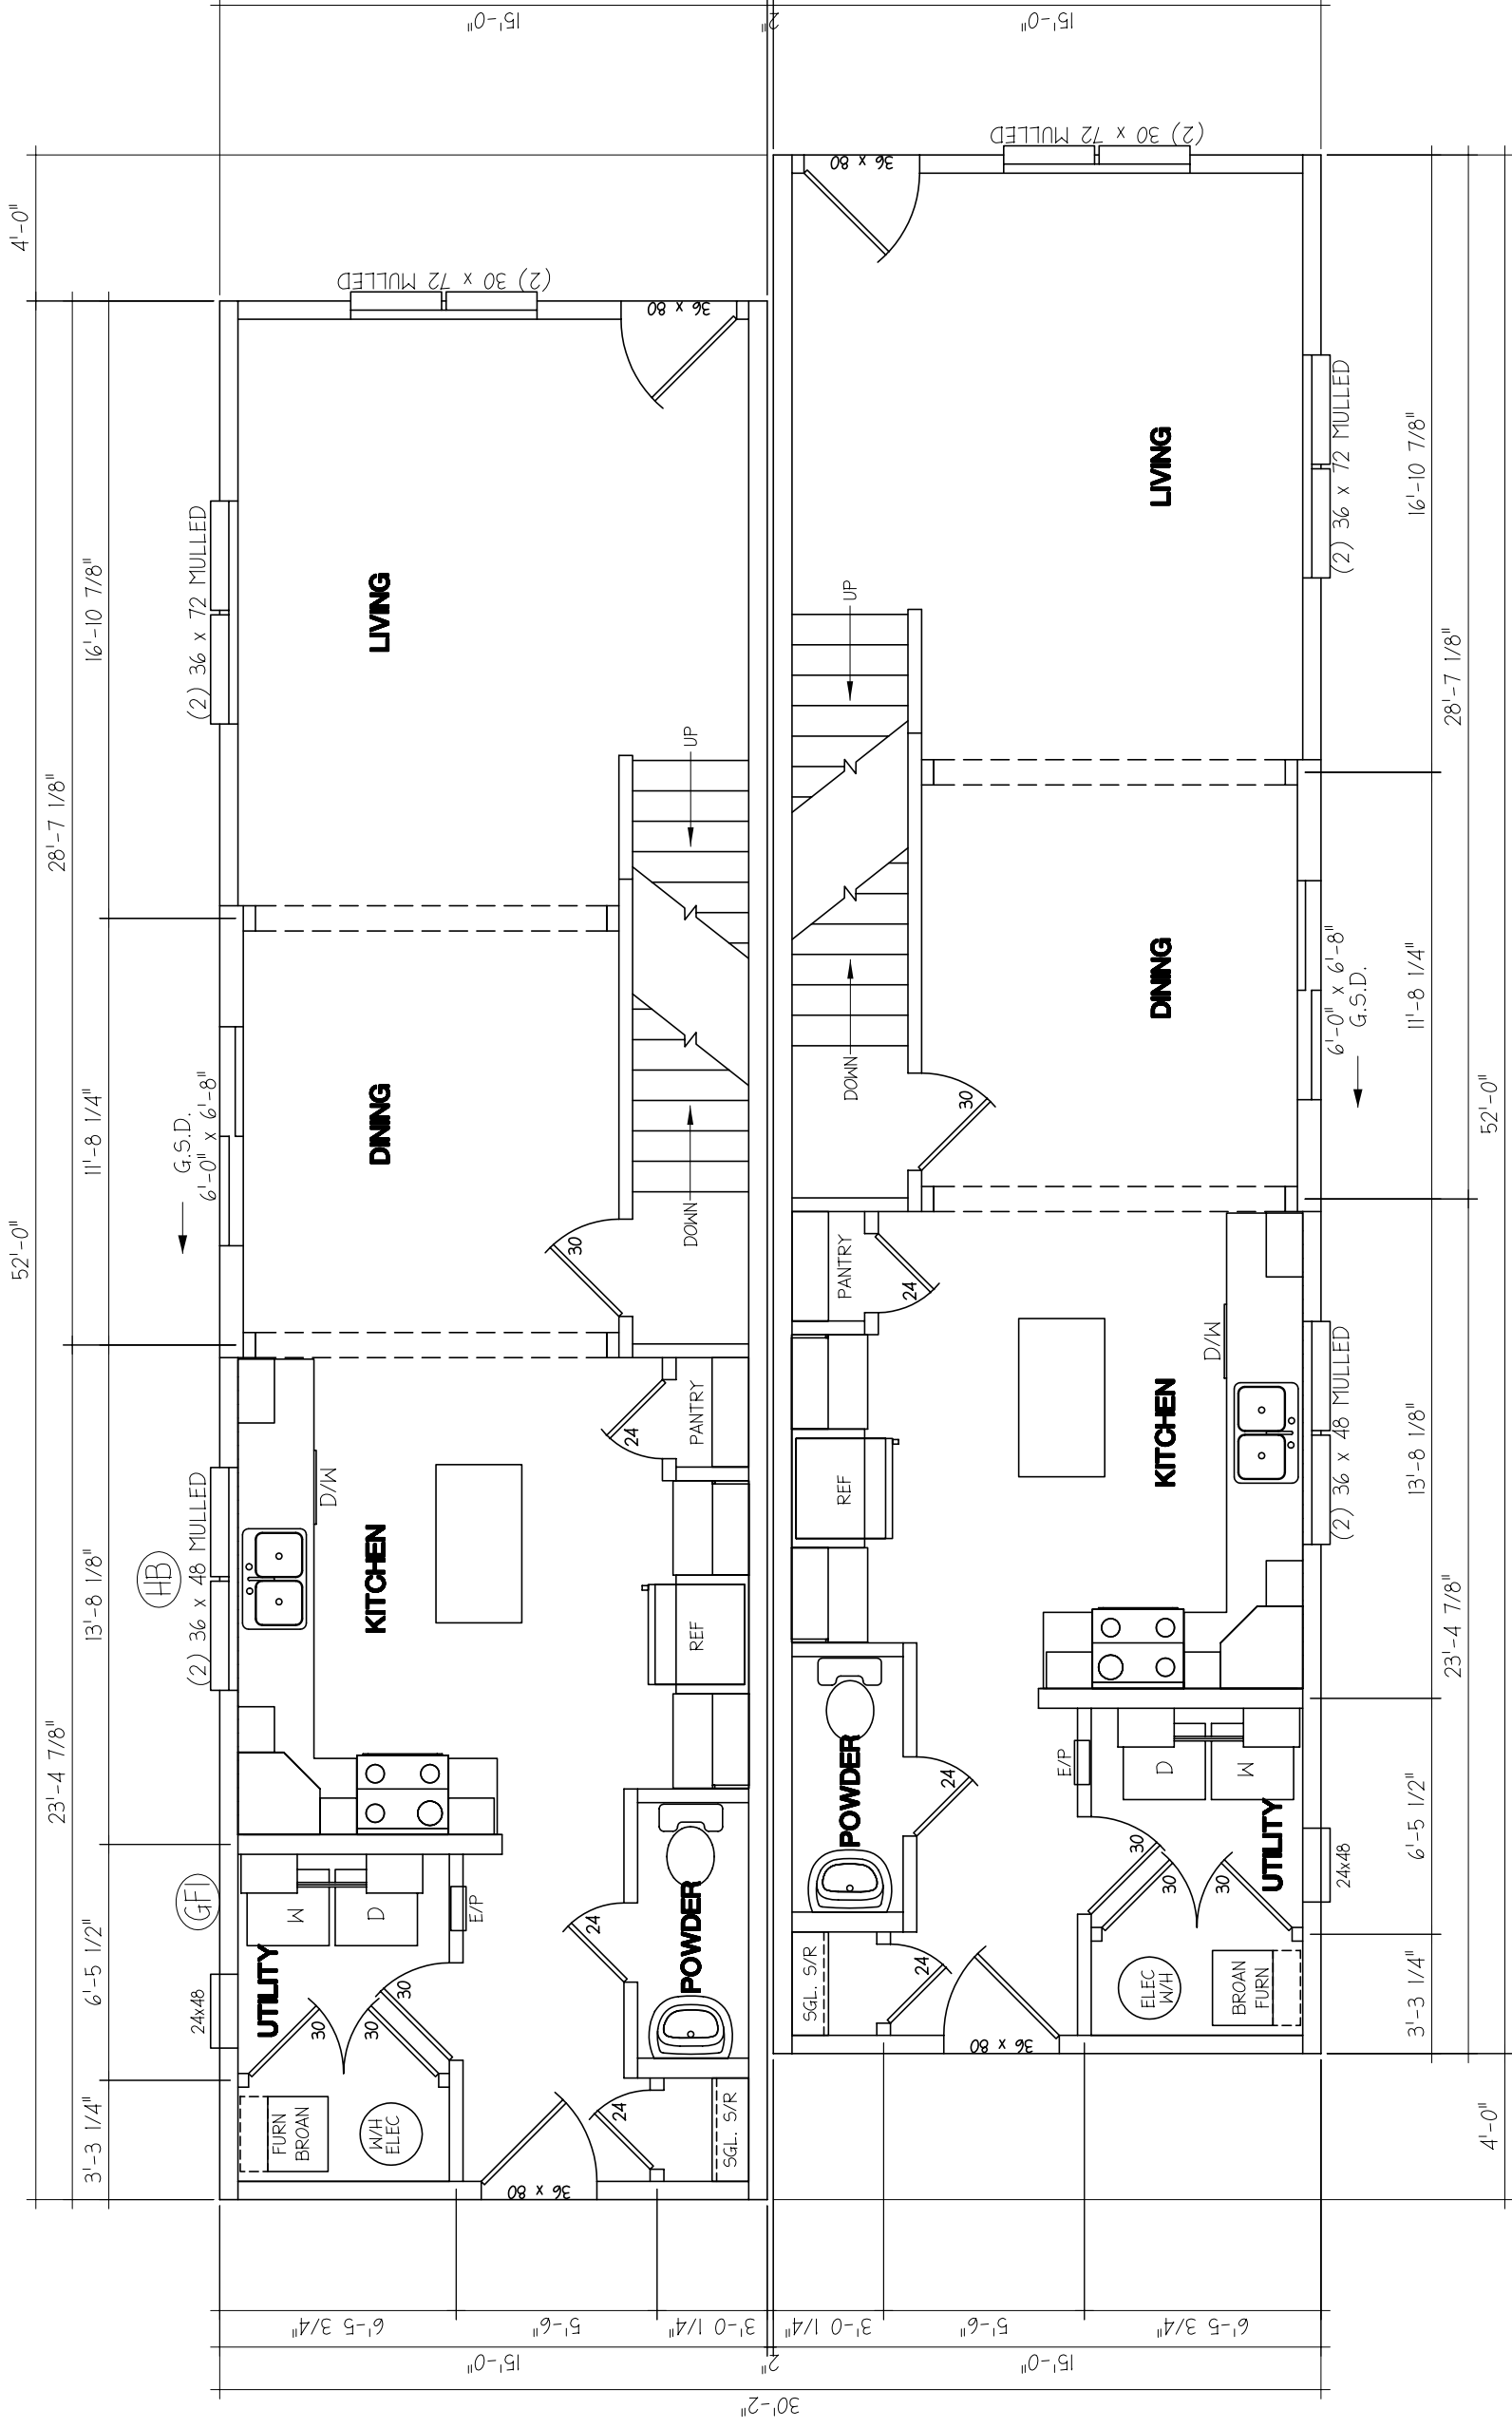 15'-0"
2"
15'-0"
(2) 30 x 72 MULLED
36 x 80
4'-0"
(2) 30 x 72 MULLED
36 x 80
(2) 36 x 72 MULLED
16'-10 7/8"
28'-7 1/8"
LIVING
UP
LIVING
UP
(2) 36 x 72 MULLED
16'-10 7/8"
28'-7 1/8"
52'-0"
11'-8 1/4"
G.S.D.
6'-0" x 6'-8"
DINING
DOWN
30
DINING
DOWN
30
6'-0" x 6'-8"
G.S.D.
11'-8 1/4"
52'-0"
PANTRY
24
PANTRY
24
D/W
D/W
HB
(2) 36 x 48 MULLED
13'-8 1/8"
23'-4 7/8"
KITCHEN
REF
REF
KITCHEN
(2) 36 x 48 MULLED
13'-8 1/8"
23'-4 7/8"
GFI
W
D
E/P
24
POWDER
POWDER
24
E/P
D
W
6'-5 1/2"
24x48
UTILITY
30
30
30
UTILITY
30
30
30
24x48
6'-5 1/2"
3'-3 1/4"
FURN
BROAN
W/H
ELEC
24
SGL. S/R
36 x 80
SGL. S/R
24
36 x 80
ELEC
W/H
BROAN
FURN
3'-3 1/4"
4'-0"
6'-5 3/4"
5'-6"
3'-0 1/4"
3'-0 1/4"
5'-6"
6'-5 3/4"
15'-0"
2"
15'-0"
30'-2"